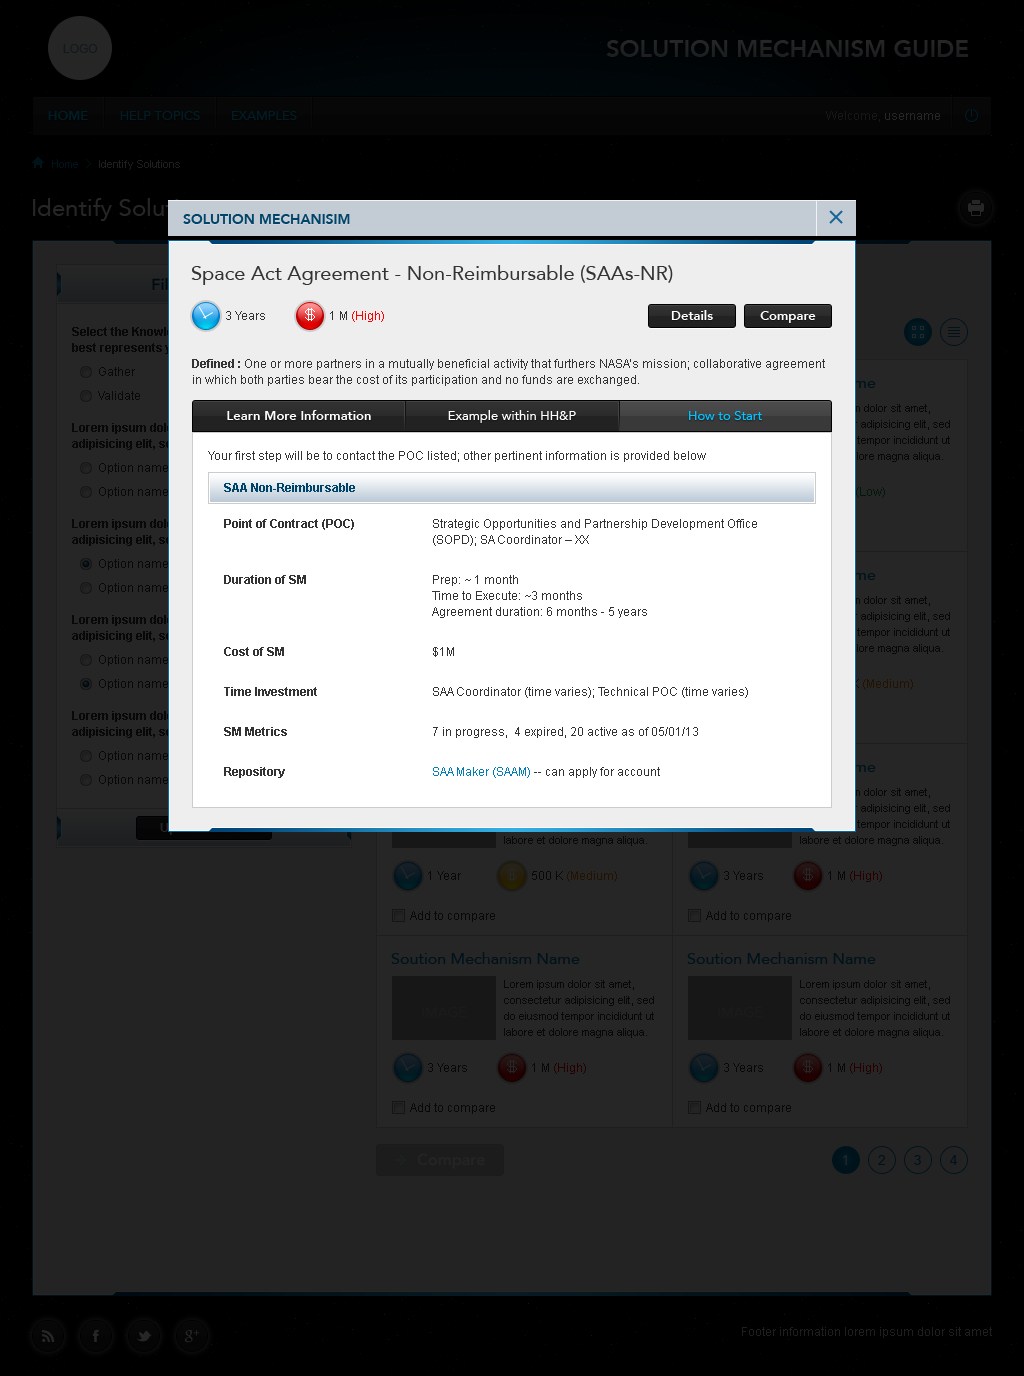 LOGO
SOLUTION MECHANISM GUIDE
HOME
HELP TOPICS
EXAMPLES
Welcome, username
Home > Identify Solutions
Identify Solut
SOLUTION MECHANISIM
Space Act Agreement - Non-Reimbursable (SAAs-NR)
3 Years
1 M (High)
Details
Compare
Defined : One or more partners in a mutually beneficial activity that furthers NASA's mission; collaborative agreement
in which both parties bear the cost of its participation and no funds are exchanged.
Learn More Information
Example within HH&P
How to Start
Your first step will be to contact the POC listed; other pertinent information is provided below
SAA Non-Reimbursable
Point of Contract (POC)
Strategic Opportunities and Partnership Development Office
(SOPD); SA Coordinator – XX
Duration of SM
Prep: ~ 1 month
Time to Execute: ~3 months
Agreement duration: 6 months - 5 years
Cost of SM
$1M
Time Investment
SAA Coordinator (time varies); Technical POC (time varies)
SM Metrics
7 in progress,  4 expired, 20 active as of 05/01/13
Repository
SAA Maker (SAAM) -- can apply for account
Select the Knowl
best represents y
Gather
Validate
Lorem ipsum dol
adipisicing elit, s
Option name
Option name
Lorem ipsum dol
adipisicing elit, s
Option name
Option name
Lorem ipsum dol
adipisicing elit, s
Option name
Option name
Lorem ipsum dol
adipisicing elit, s
Option name
Option name
me
dolor sit amet,
adipisicing elit, sed
tempor incididunt ut
magna aliqua.
(Low)
me
dolor sit amet,
adipisicing elit, sed
tempor incididunt ut
magna aliqua.
(Medium)
me
dolor sit amet,
adipisicing elit, sed
tempor incididunt ut
labore et dolore magna aliqua.
labore et dolore magna aliqua.
1 Year
500 K (Medium)
3 Years
1 M (High)
Add to compare
Add to compare
Soution Mechanism Name
Lorem ipsum dolor sit amet,
consectetur adipisicing elit, sed
do eiusmod tempor incididunt ut
labore et dolore magna aliqua.
3 Years
1 M (High)
Add to compare
Soution Mechanism Name
Lorem ipsum dolor sit amet,
consectetur adipisicing elit, sed
do eiusmod tempor incididunt ut
labore et dolore magna aliqua.
3 Years
1 M (High)
Add to compare
Compare
1 2 3 4
Footer information lorem ipsum dolor sit amet